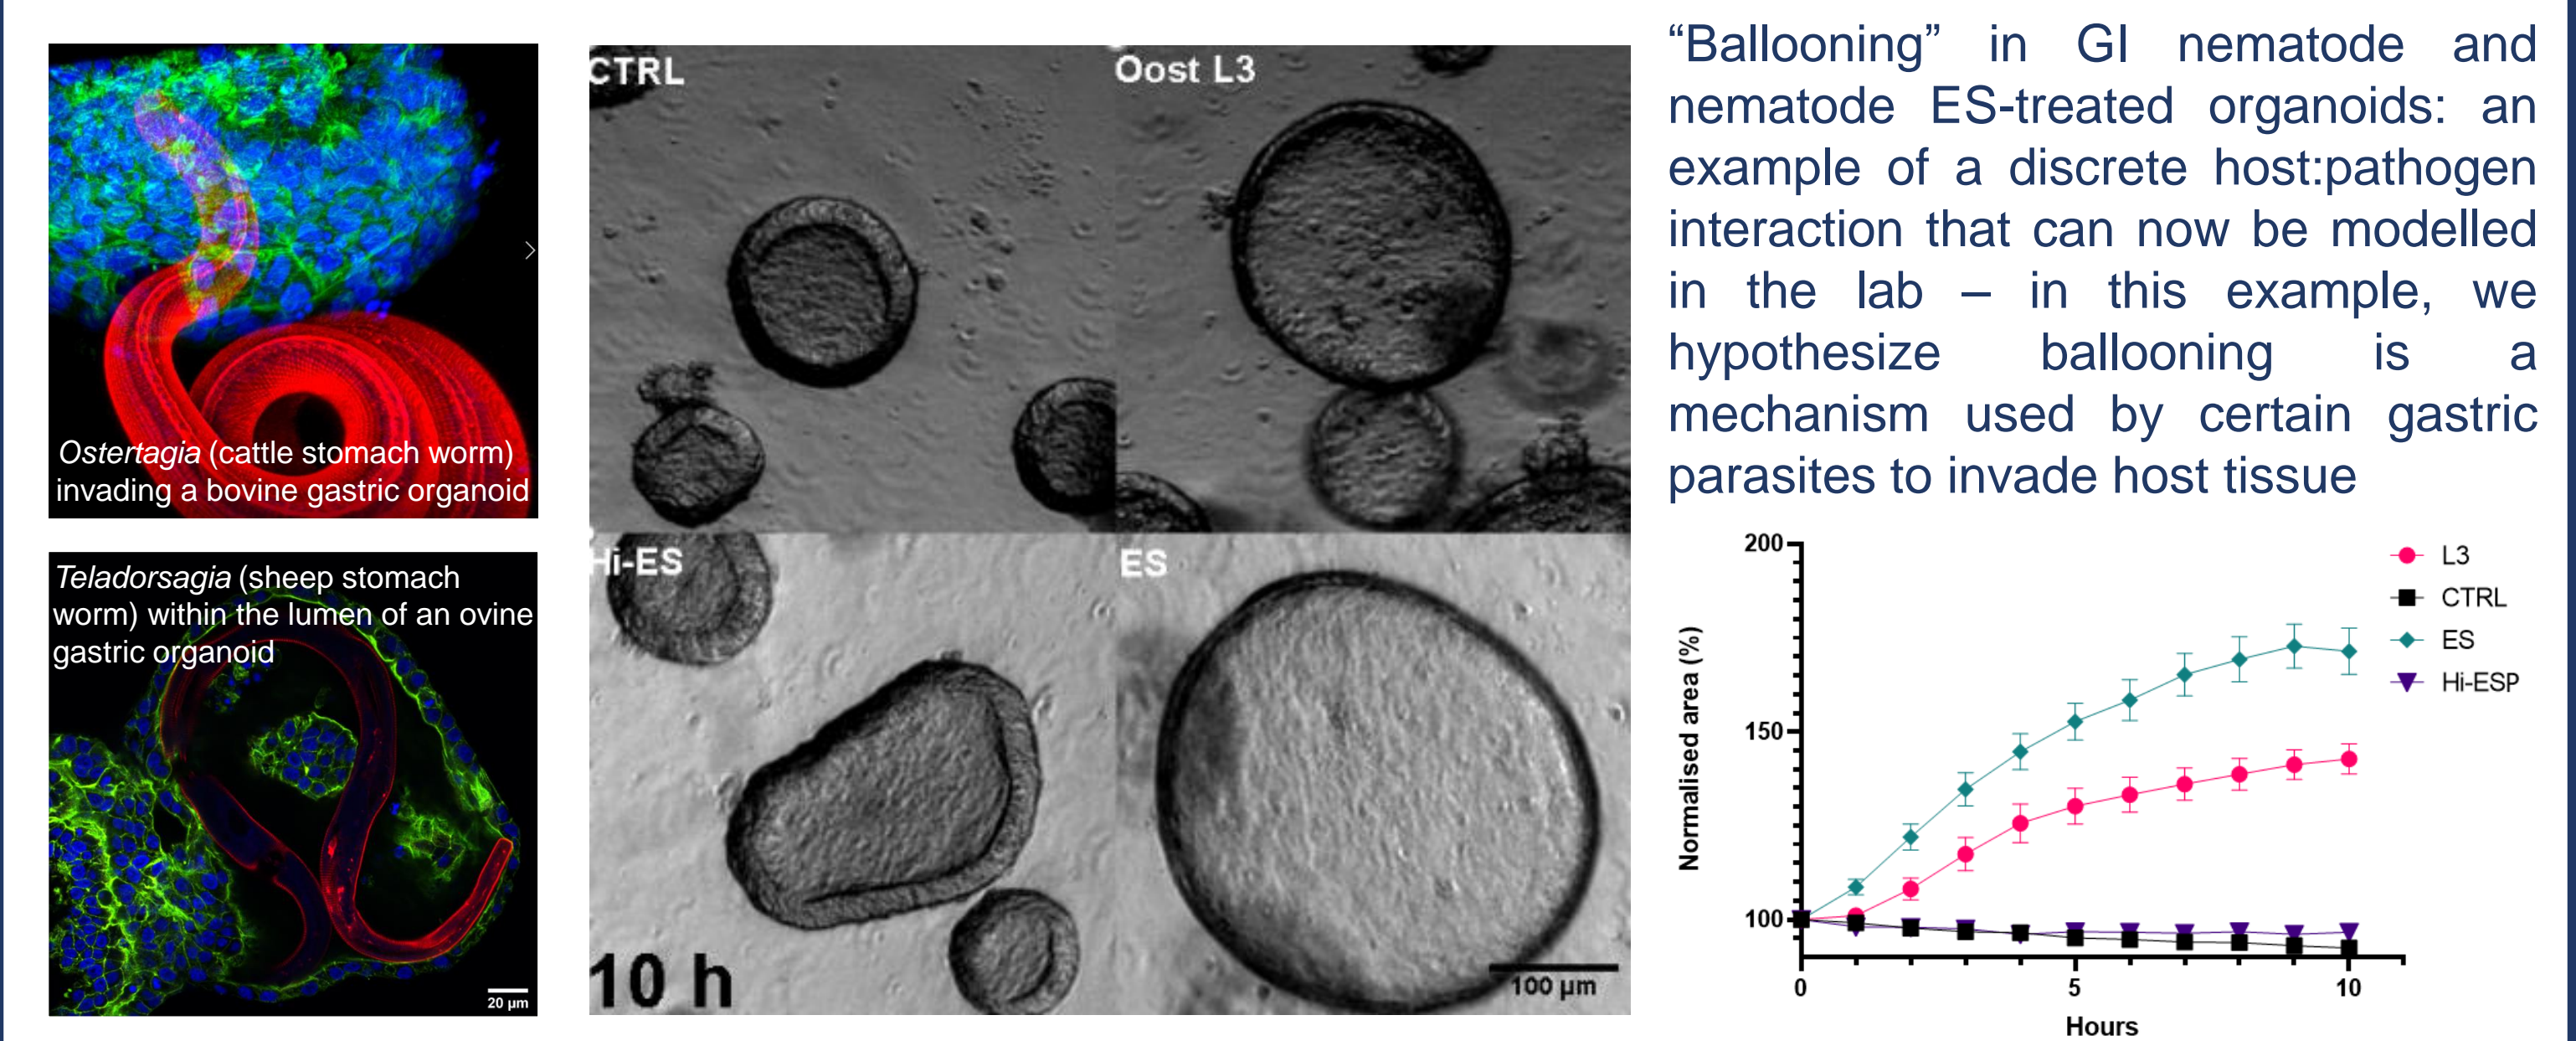 Ostertagia (cattle stomach worm)
invading a bovine gastric organoid
Teladorsagia (sheep stomach
worm) within the lumen of an ovine
gastric organoid
20 µm
CTRL
Oost L3
Hi-ES
ES
10 h
100 µm
“Ballooning” in GI nematode and
nematode ES-treated organoids: an
example of a discrete host:pathogen
interaction that can now be modelled
in the lab – in this example, we
hypothesize ballooning is a
mechanism used by certain gastric
parasites to invade host tissue
Normalised area (%)
200
150
100
0
5
10
Hours
L3
CTRL
ES
Hi-ESP